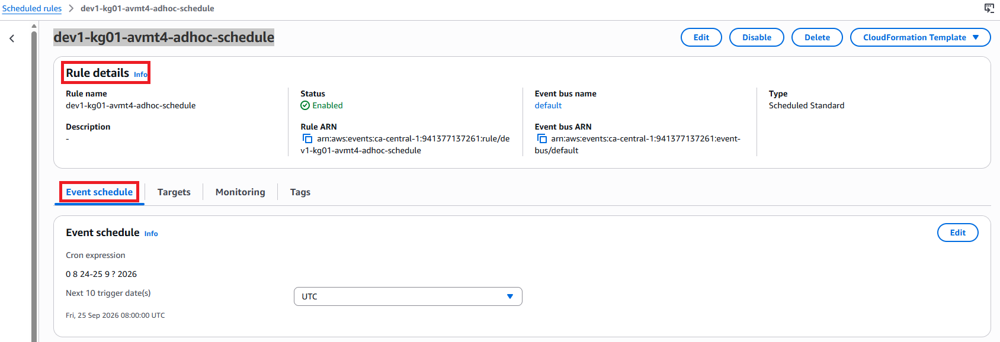 Scheduled rules > dev1-kg01-avmt4-adhoc-schedule
dev1-kg01-avmt4-adhoc-schedule
Edit
Disable
Delete
CloudFormation Template
Rule details Info
Rule name
dev1-kg01-avmt4-adhoc-schedule
Description
-
Status
Enabled
Rule ARN
arn:aws:events:ca-central-1:941377137261:rule/de
v1-kg01-avmt4-adhoc-schedule
Event bus name
default
Event bus ARN
arn:aws:events:ca-central-1:941377137261:event-
bus/default
Type
Scheduled Standard
Event schedule
Targets
Monitoring
Tags
Event schedule Info
Edit
Cron expression
0 8 24-25 9 ? 2026
Next 10 trigger date(s)
UTC
Fri, 25 Sep 2026 08:00:00 UTC